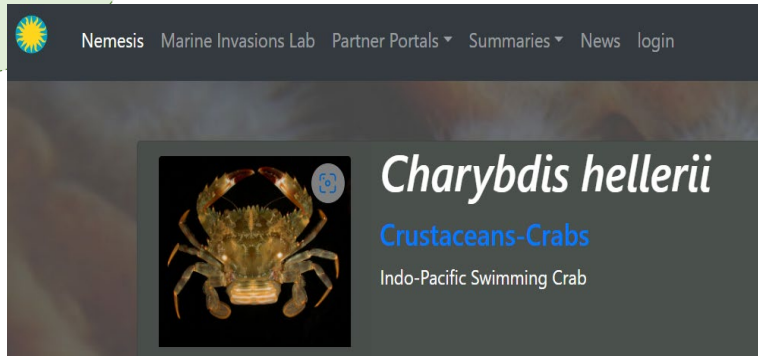 Nemesis Marine Invasions Lab Partner Portals Summaries News login
Charybdis hellerii
Crustaceans-Crabs
Indo-Pacific Swimming Crab